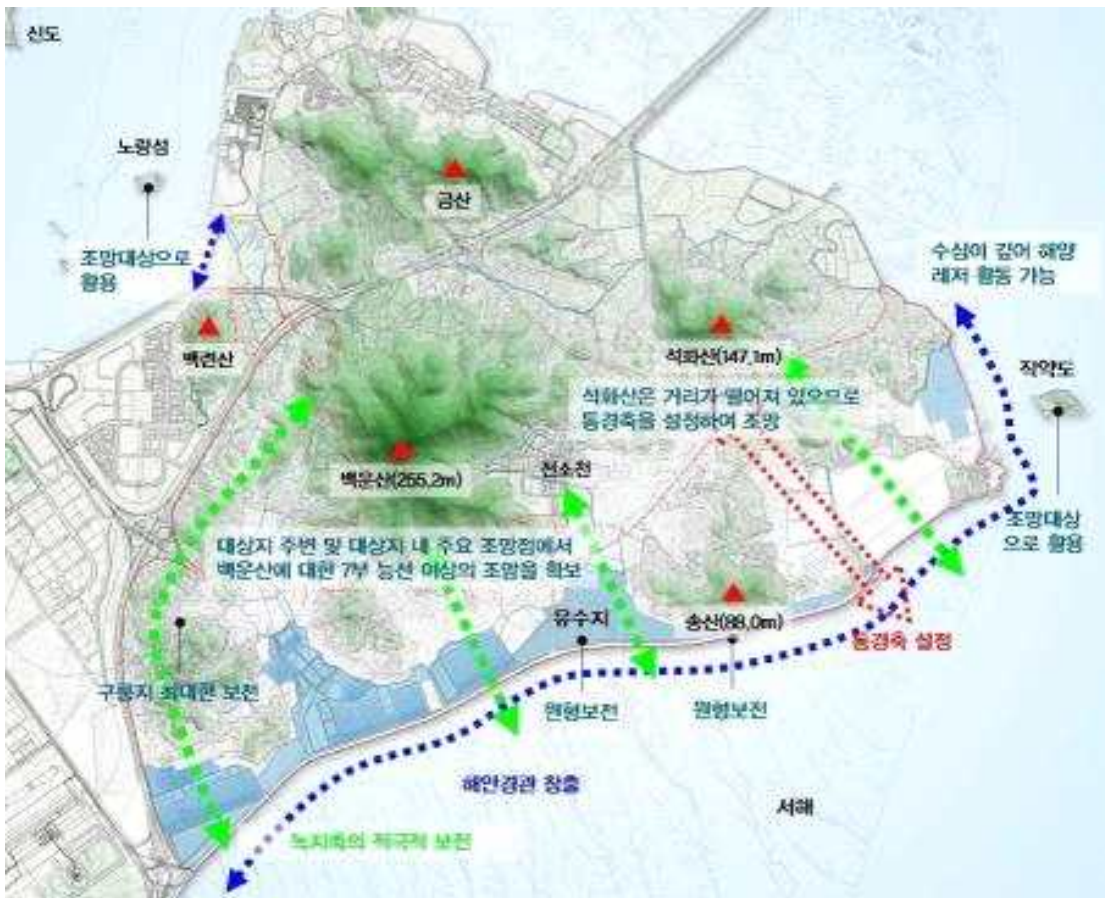 신도
노랑섬
조망대상으로
활용
금산
백련산
석화산(147.1m)
수심이 깊어 해양
레저 활동 가능
작약도
석화산은 거리가 떨어져 있으므로
통경축을 설정하여 조망
백운산(255.2m)
전소천
조망대상
으로 활용
대상지 주변 및 대상지 내 주요 조망점에서
백운산에 대한 7부 능선 이상의 조망을 확보
유수지
송산(88.0m)
통경축 설정
구릉지 최대한 보전
원형보전
원형보전
해안경관 창출
서해
녹지축의 적극적 보전